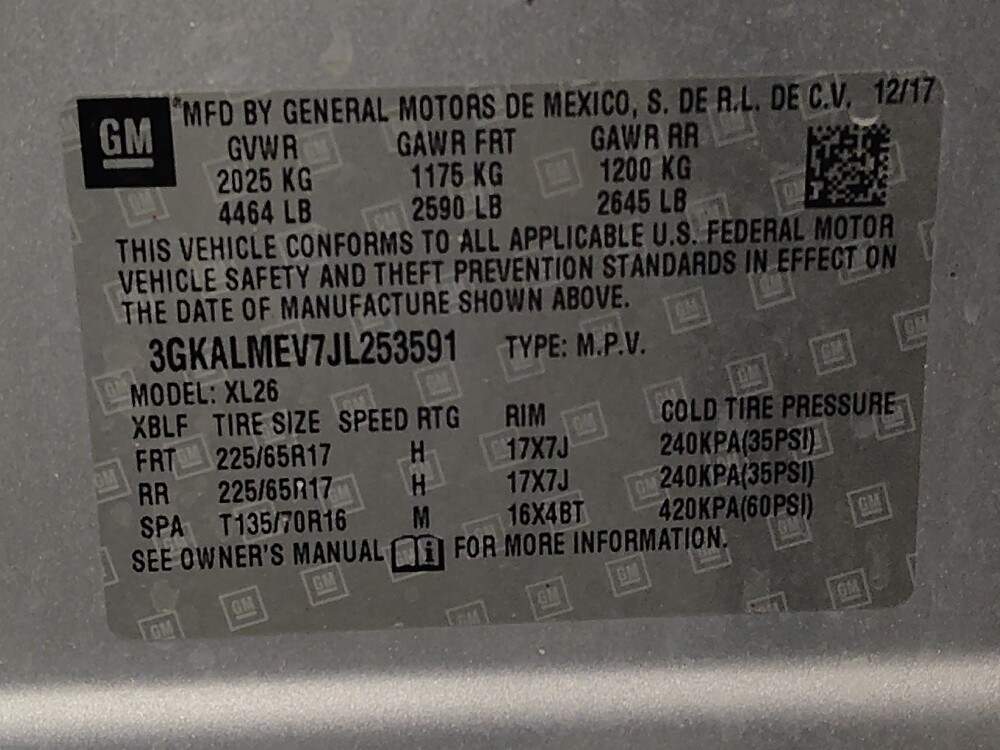 GM *MFD BY GENERAL MOTORS DE MEXICO, S. DE R.L. DE C.V. 12/17
GVWR GAWR FRT GAWR RR
2025 KG 1175 KG 1200 KG
4464 LB 2590 LB 2645 LB
THIS VEHICLE CONFORMS TO ALL APPLICABLE U.S. FEDERAL MOTOR
VEHICLE SAFETY AND THEFT PREVENTION STANDARDS IN EFFECT ON
THE DATE OF MANUFACTURE SHOWN ABOVE.
3GKALMEV7JL253591 TYPE: M.P.V.
MODEL: XL26
XBLF TIRE SIZE SPEED RTG RIM COLD TIRE PRESSURE
FRT 225/65R17 H 17X7J 240KPA(35PSI)
RR 225/65R17 H 17X7J 240KPA(35PSI)
SPA T135/70R16 M 16X4BT 420KPA(60PSI)
SEE OWNER'S MANUAL i FOR MORE INFORMATION.